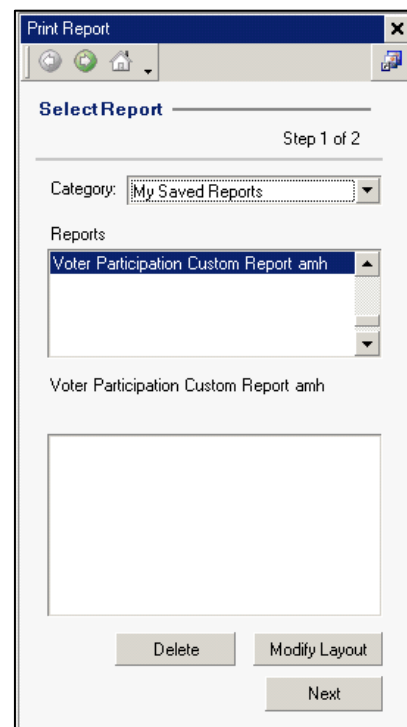 Print Report
Select Report
Step 1 of 2
Category: My Saved Reports
Reports
Voter Participation Custom Report amh
Voter Participation Custom Report amh
Delete Modify Layout
Next